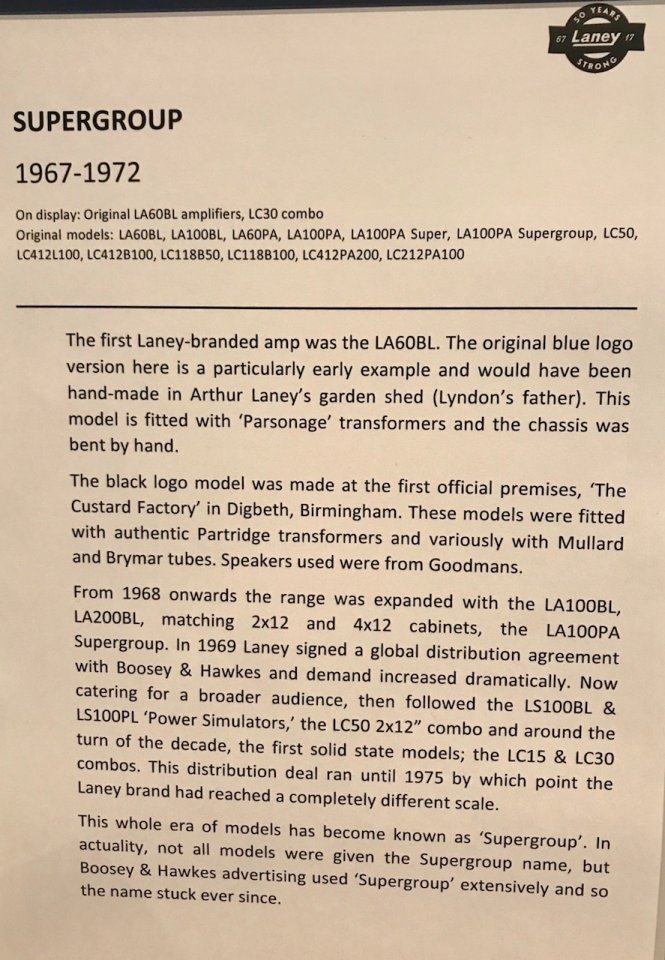 50 YEARS
67 Laney 17
STRONG
SUPERGROUP
1967-1972
On display: Original LA60BL amplifiers, LC30 combo
Original models: LA60BL, LA100BL, LA60PA, LA100PA, LA100PA Super, LA100PA Supergroup, LC50,
LC412L100, LC412B100, LC118B50, LC118B100, LC412PA200, LC212PA100
The first Laney-branded amp was the LA60BL. The original blue logo
version here is a particularly early example and would have been
hand-made in Arthur Laney's garden shed (Lyndon's father). This
model is fitted with ‘Parsonage’ transformers and the chassis was
bent by hand.
The black logo model was made at the first official premises, ‘The
Custard Factory’ in Digbeth, Birmingham. These models were fitted
with authentic Partridge transformers and variously with Mullard
and Brymar tubes. Speakers used were from Goodmans.
From 1968 onwards the range was expanded with the LA100BL,
LA200BL, matching 2x12 and 4x12 cabinets, the LA100PA
Supergroup. In 1969 Laney signed a global distribution agreement
with Boosey & Hawkes and demand increased dramatically. Now
catering for a broader audience, then followed the LS100BL &
LS100PL ‘Power Simulators,’ the LC50 2x12” combo and around the
turn of the decade, the first solid state models; the LC15 & LC30
combos. This distribution deal ran until 1975 by which point the
Laney brand had reached a completely different scale.
This whole era of models has become known as ‘Supergroup’. In
actuality, not all models were given the Supergroup name, but
Boosey & Hawkes advertising used ‘Supergroup’ extensively and so
the name stuck ever since.